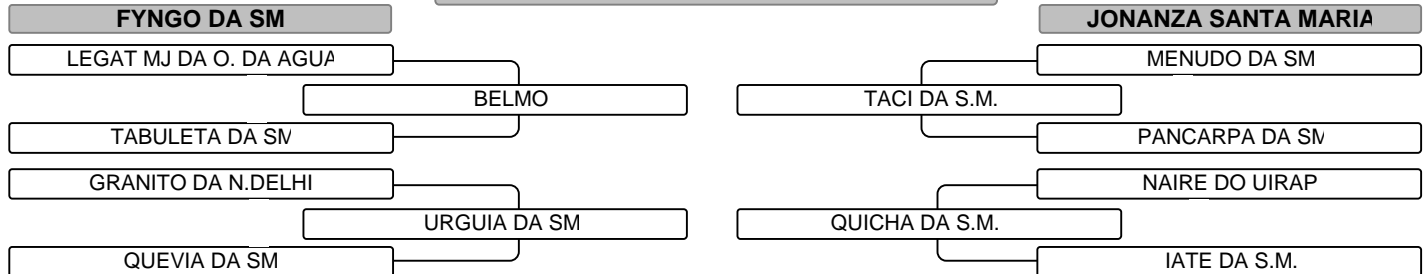 FYNGO DA SM
JONANZA SANTA MARIA
LEGAT MJ DA O. DA AGUA
MENUDO DA SM
BELMO
TACI DA S.M.
TABULETA DA SM
PANCARPA DA SM
GRANITO DA N.DELHI
NAIRE DO UIRAP
URGUIA DA SM
QUICHA DA S.M.
QUEVIA DA SM
IATE DA S.M.